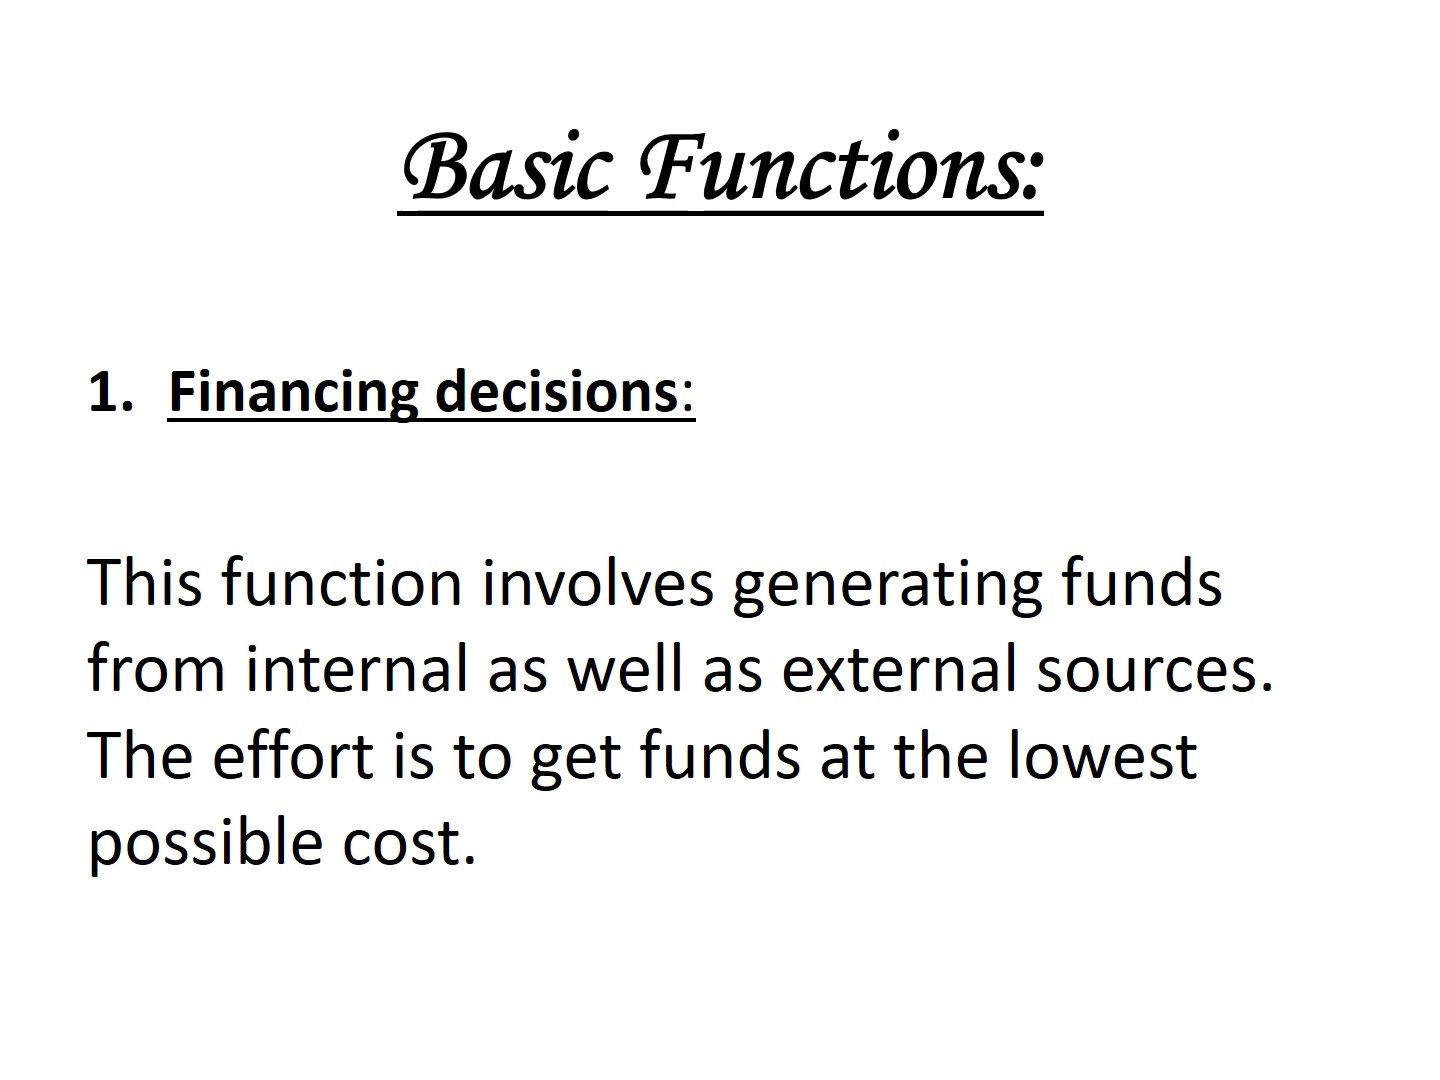 Basic Functions:
1. Financing decisions:
This function involves generating funds
from internal as well as external sources.
The effort is to get funds at the lowest
possible cost.